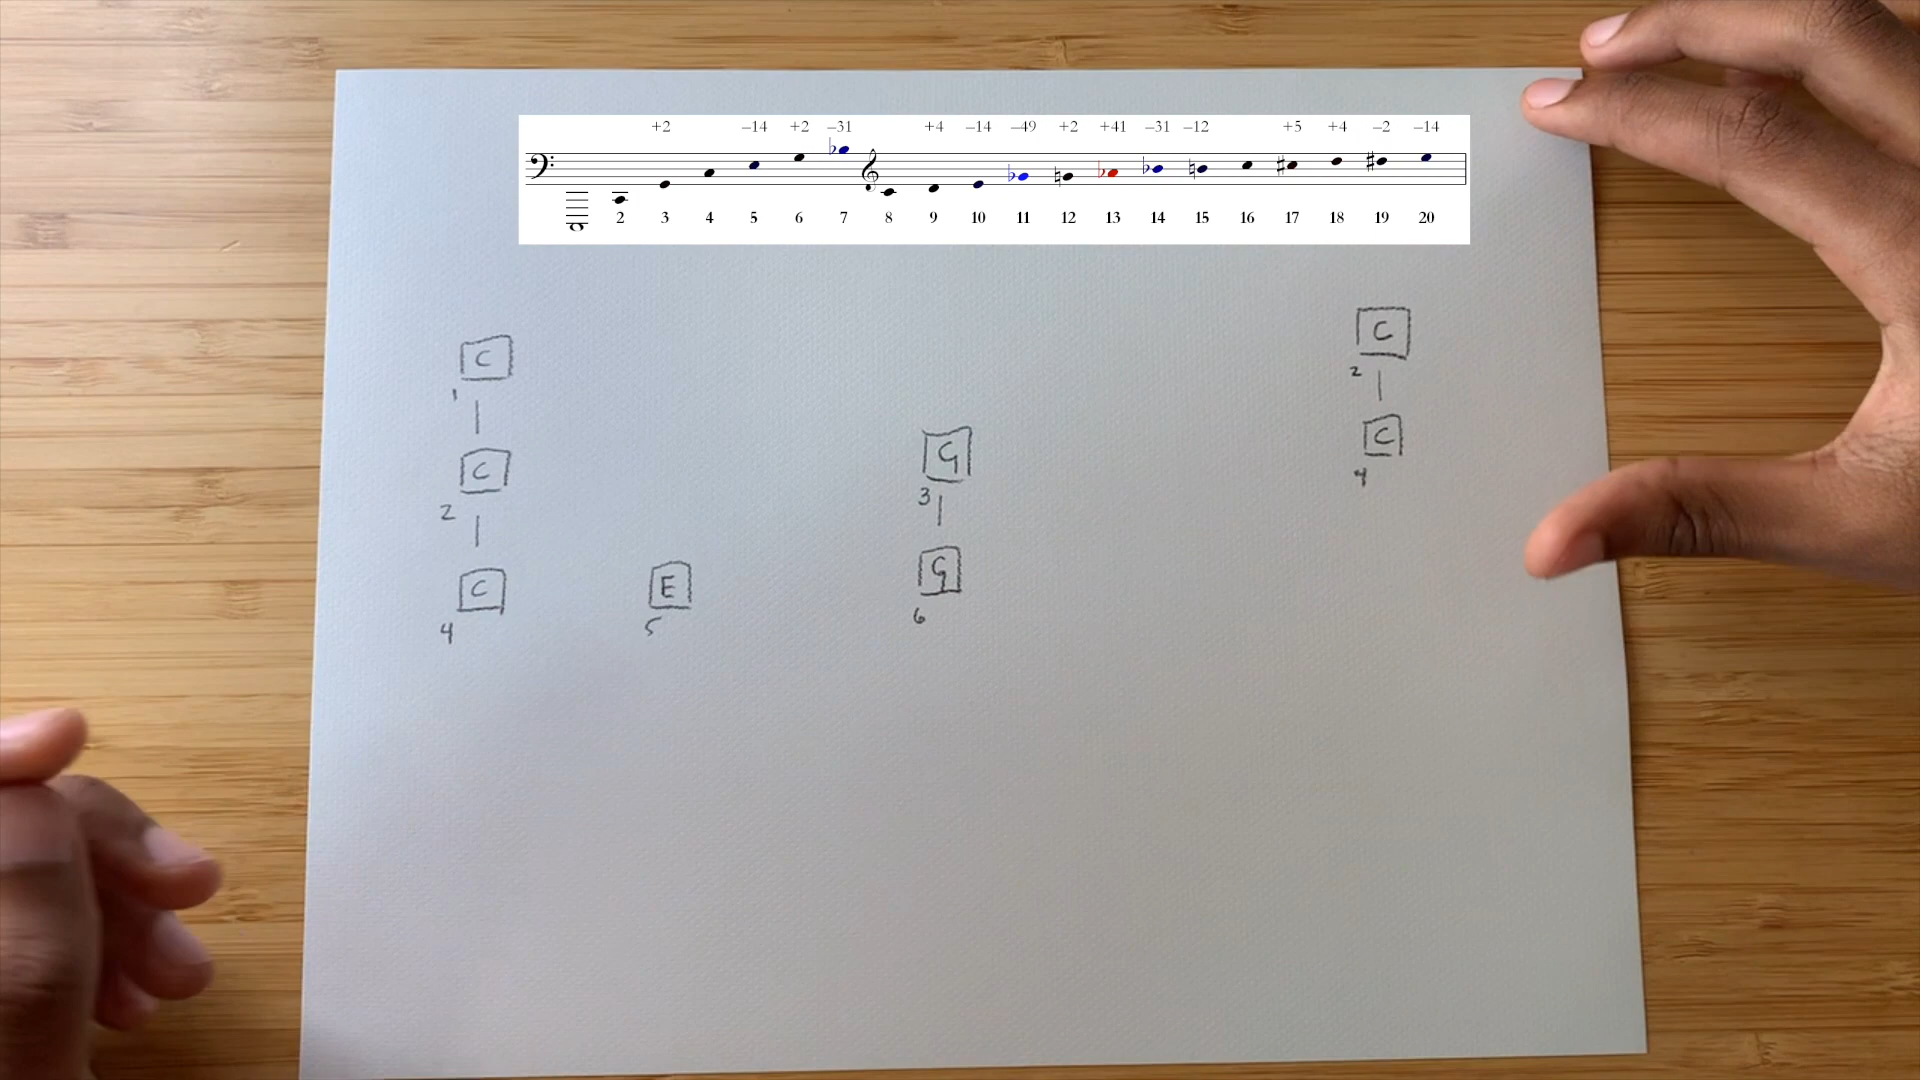 +2 –14 +2 –31 +4 –14 –49 +2 +41 –31 –12 +5 +4 –2 –14
2 3 4 5 6 7 8 9 10 11 12 13 14 15 16 17 18 19 20
C
2
C
4
C
1
C
2
C
4
E
5
G
3
G
6